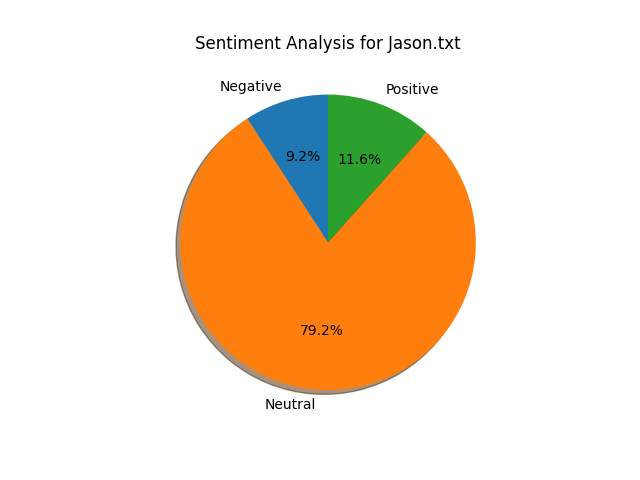 Sentiment Analysis for Jason.txt
Negative
Positive
9.2%
11.6%
79.2%
Neutral